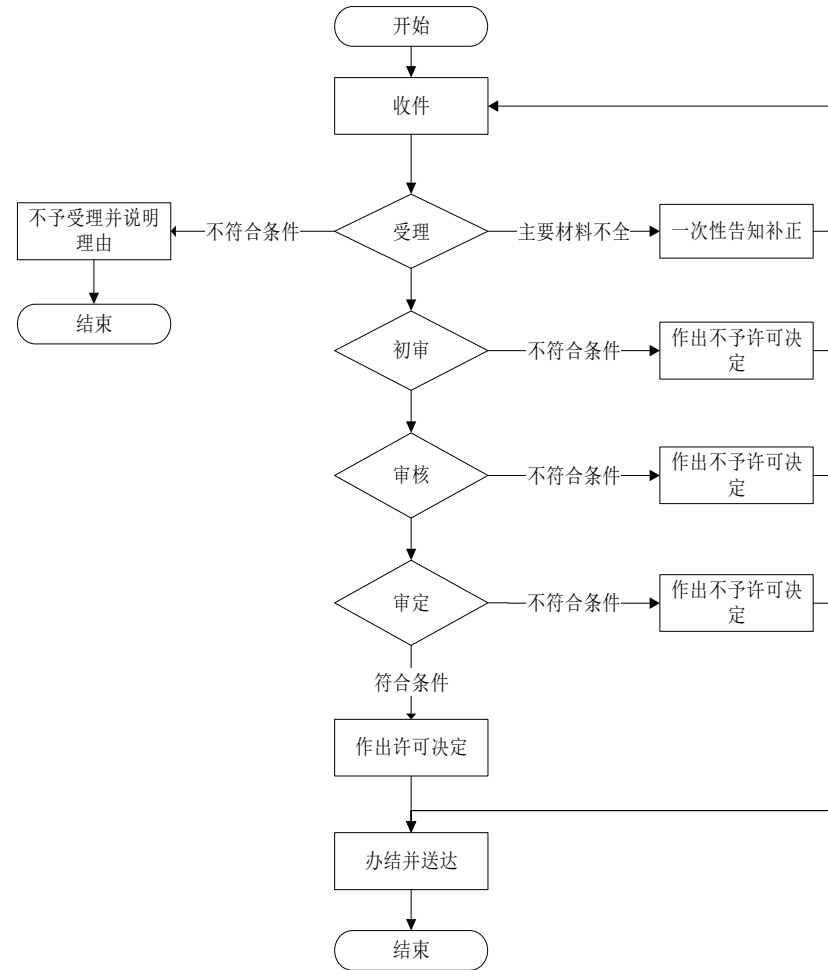 开始
收件
不予受理并说明
理由
不符合条件
受理
主要材料不全
一次性告知补正
结束
初审
不符合条件
作出不予许可决
定
审核
不符合条件
作出不予许可决
定
审定
不符合条件
作出不予许可决
定
符合条件
作出许可决定
办结并送达
结束